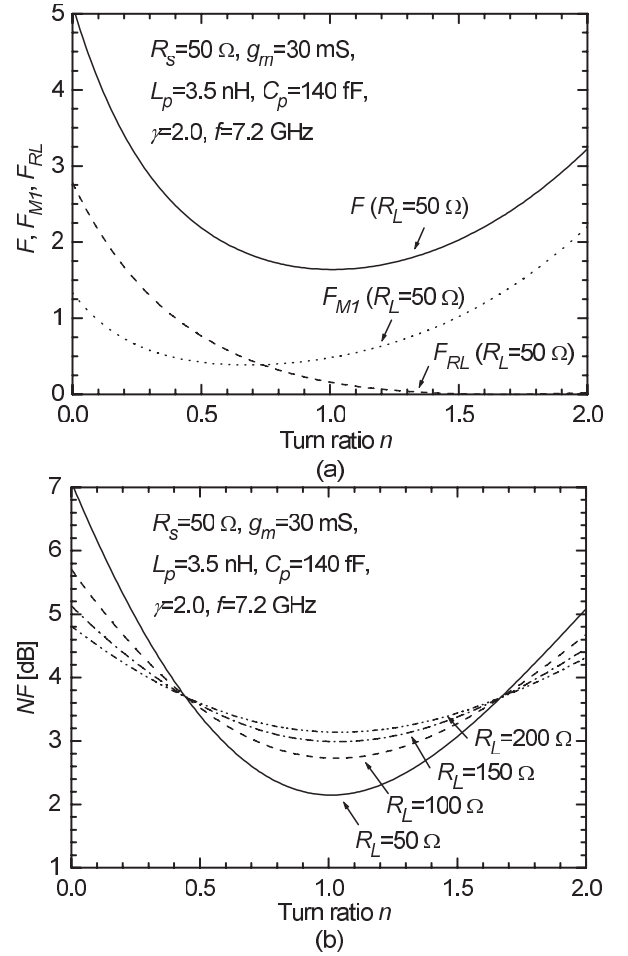 5
4
3
2
1
0
F, F_M1, F_RL
R_s=50 Ω, g_m=30 mS,
L_p=3.5 nH, C_p=140 fF,
γ=2.0, f=7.2 GHz
F (R_L=50 Ω)
F_M1 (R_L=50 Ω)
F_RL (R_L=50 Ω)
0.0 0.5 1.0 1.5 2.0
Turn ratio n
(a)
7
6
5
4
3
2
1
NF [dB]
R_s=50 Ω, g_m=30 mS,
L_p=3.5 nH, C_p=140 fF,
γ=2.0, f=7.2 GHz
R_L=200 Ω
R_L=150 Ω
R_L=100 Ω
R_L=50 Ω
0.0 0.5 1.0 1.5 2.0
Turn ratio n
(b)